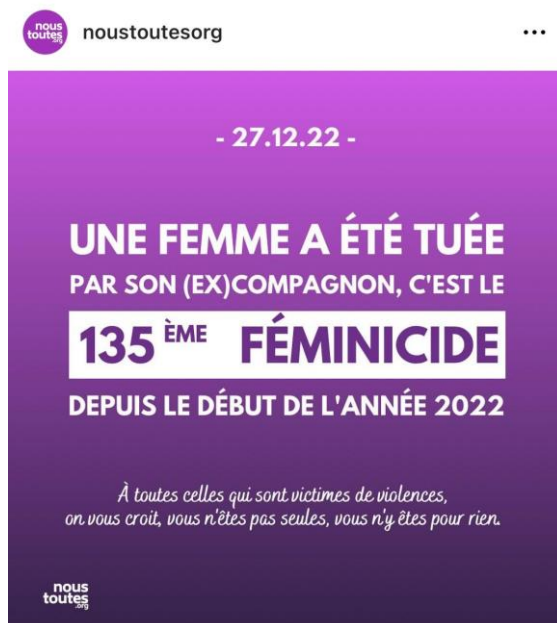 nous
toutes
.org
noustoutesorg
...
- 27.12.22 -
UNE FEMME A ÉTÉ TUÉE
PAR SON (EX)COMPAGNON, C'EST LE
135 ÈME FÉMINICIDE
DEPUIS LE DÉBUT DE L'ANNÉE 2022
À toutes celles qui sont victimes de violences,
on vous croit, vous n'êtes pas seules, vous n'y êtes pour rien.
nous
toutes
.org